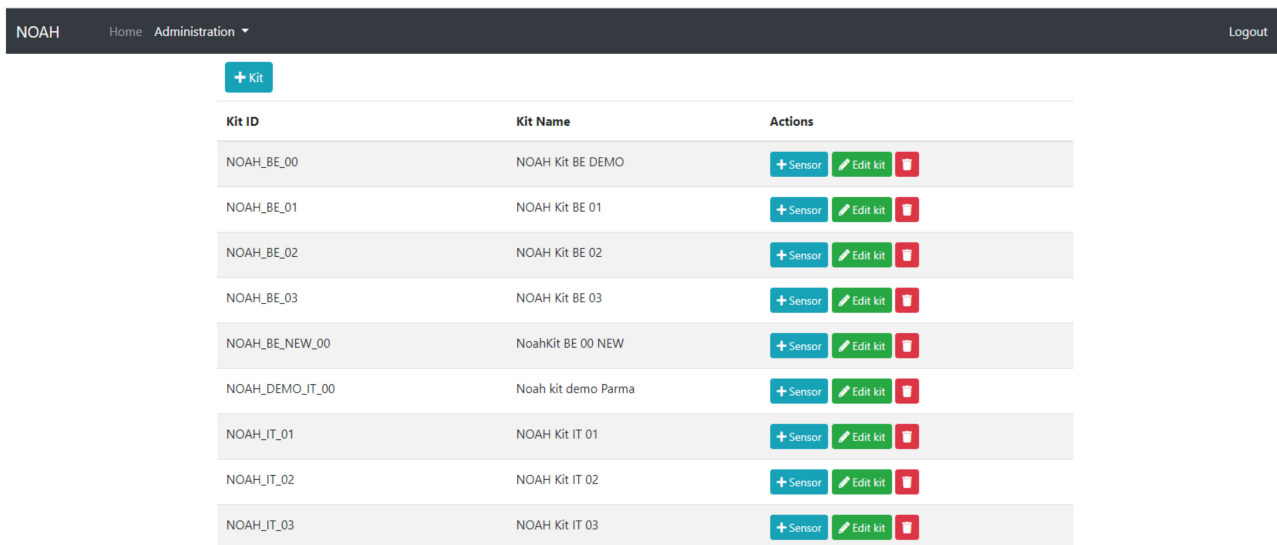 NOAH Home Administration Logout
Kit
Kit ID Kit Name Actions
NOAH_BE_00 NOAH Kit BE DEMO Sensor Edit kit
NOAH_BE_01 NOAH Kit BE 01 Sensor Edit kit
NOAH_BE_02 NOAH Kit BE 02 Sensor Edit kit
NOAH_BE_03 NOAH Kit BE 03 Sensor Edit kit
NOAH_BE_NEW_00 NoahKit BE 00 NEW Sensor Edit kit
NOAH_DEMO_IT_00 Noah kit demo Parma Sensor Edit kit
NOAH_IT_01 NOAH Kit IT 01 Sensor Edit kit
NOAH_IT_02 NOAH Kit IT 02 Sensor Edit kit
NOAH_IT_03 NOAH Kit IT 03 Sensor Edit kit